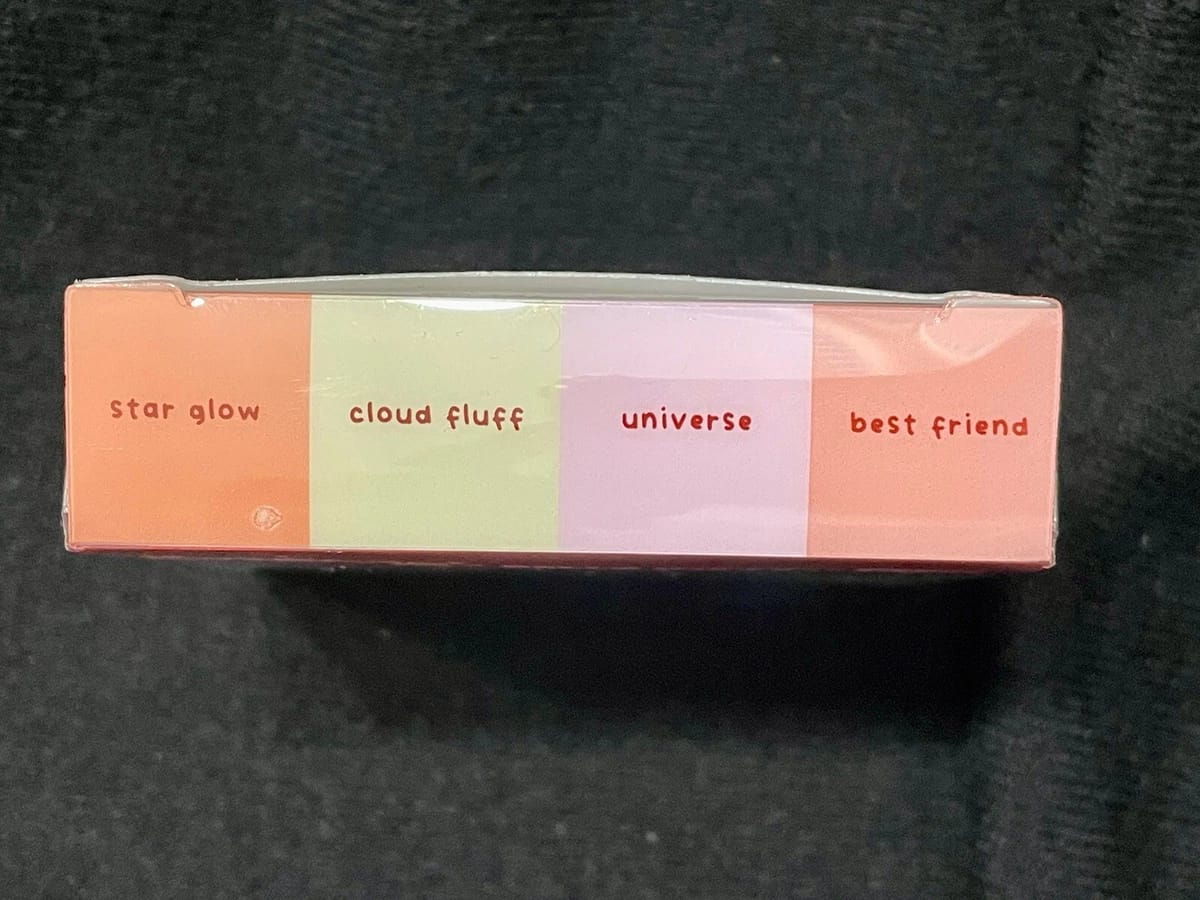 star glow
cloud fluff
universe
best friend